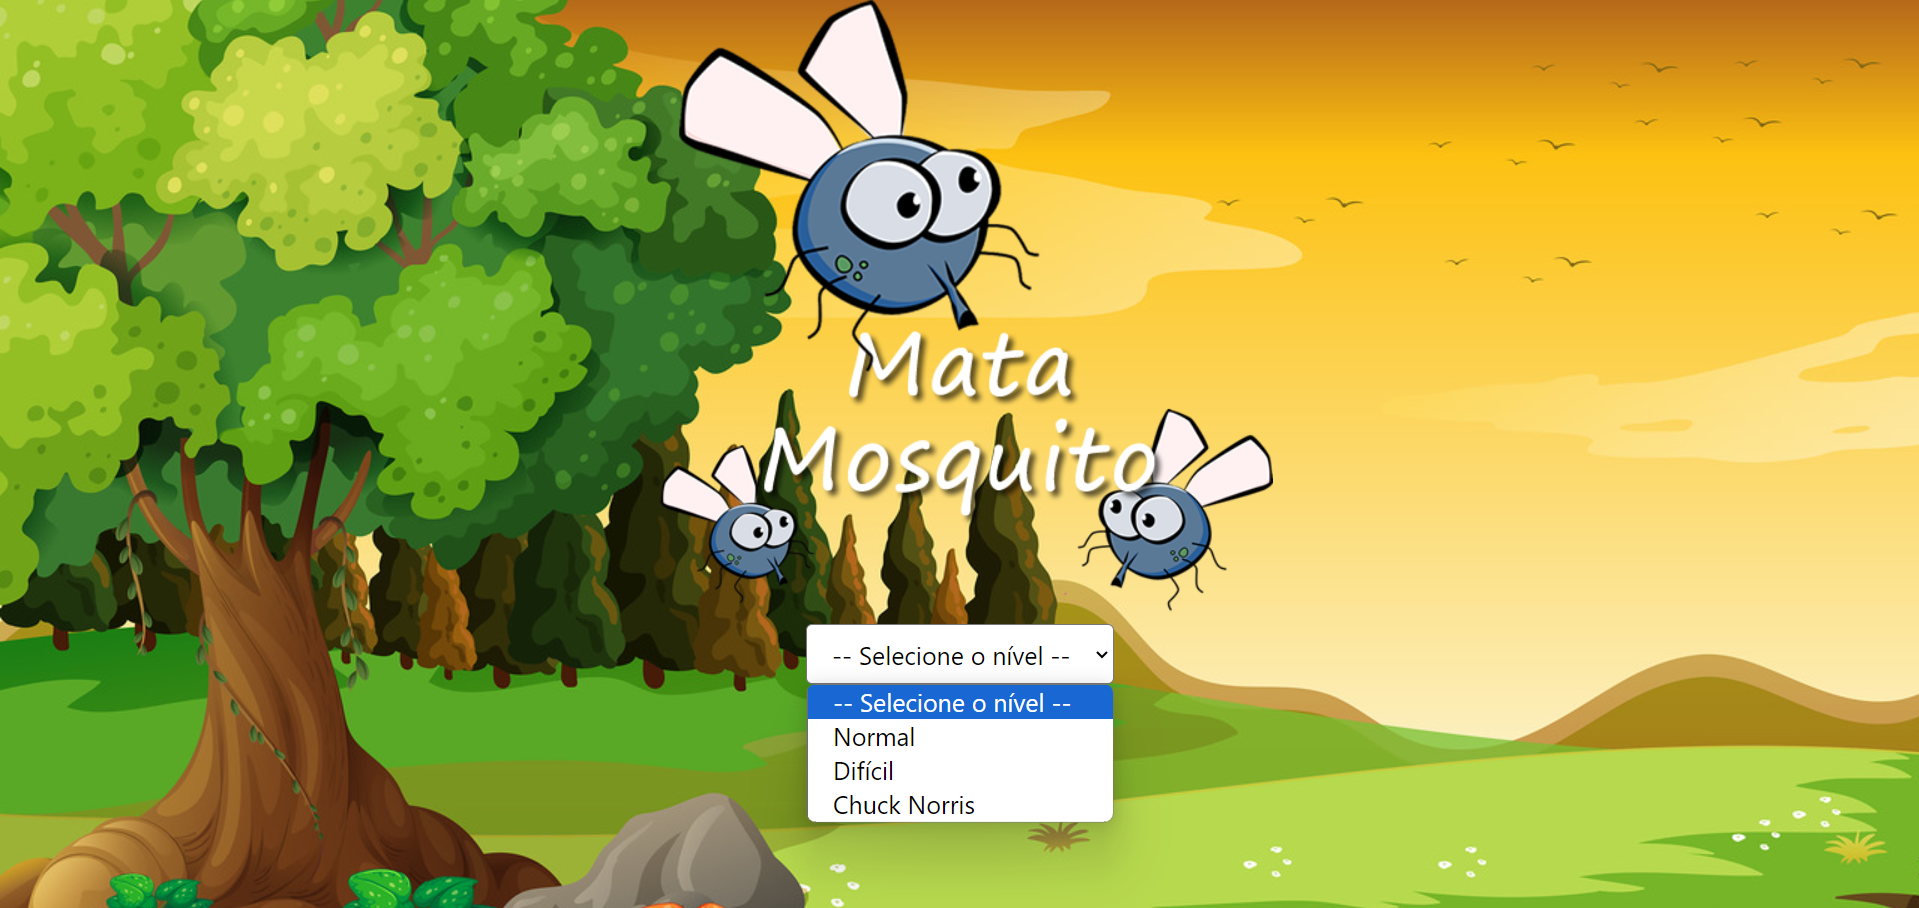 Mata
Mosquito
-- Selecione o nível --
-- Selecione o nível --
Normal
Difícil
Chuck Norris